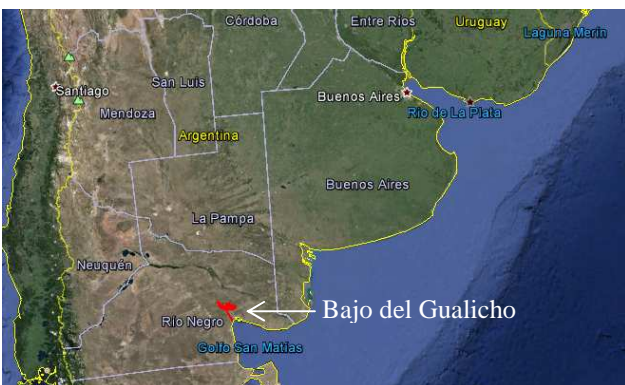 Córdoba
Entre Ríos
Uruguay
Laguna Merín
San Luis
Santiago
Buenos Aires
Mendoza
Río de La Plata
Argentina
Buenos Aires
La Pampa
Neuquén
Bajo del Gualicho
Río Negro
Golfo San Matías